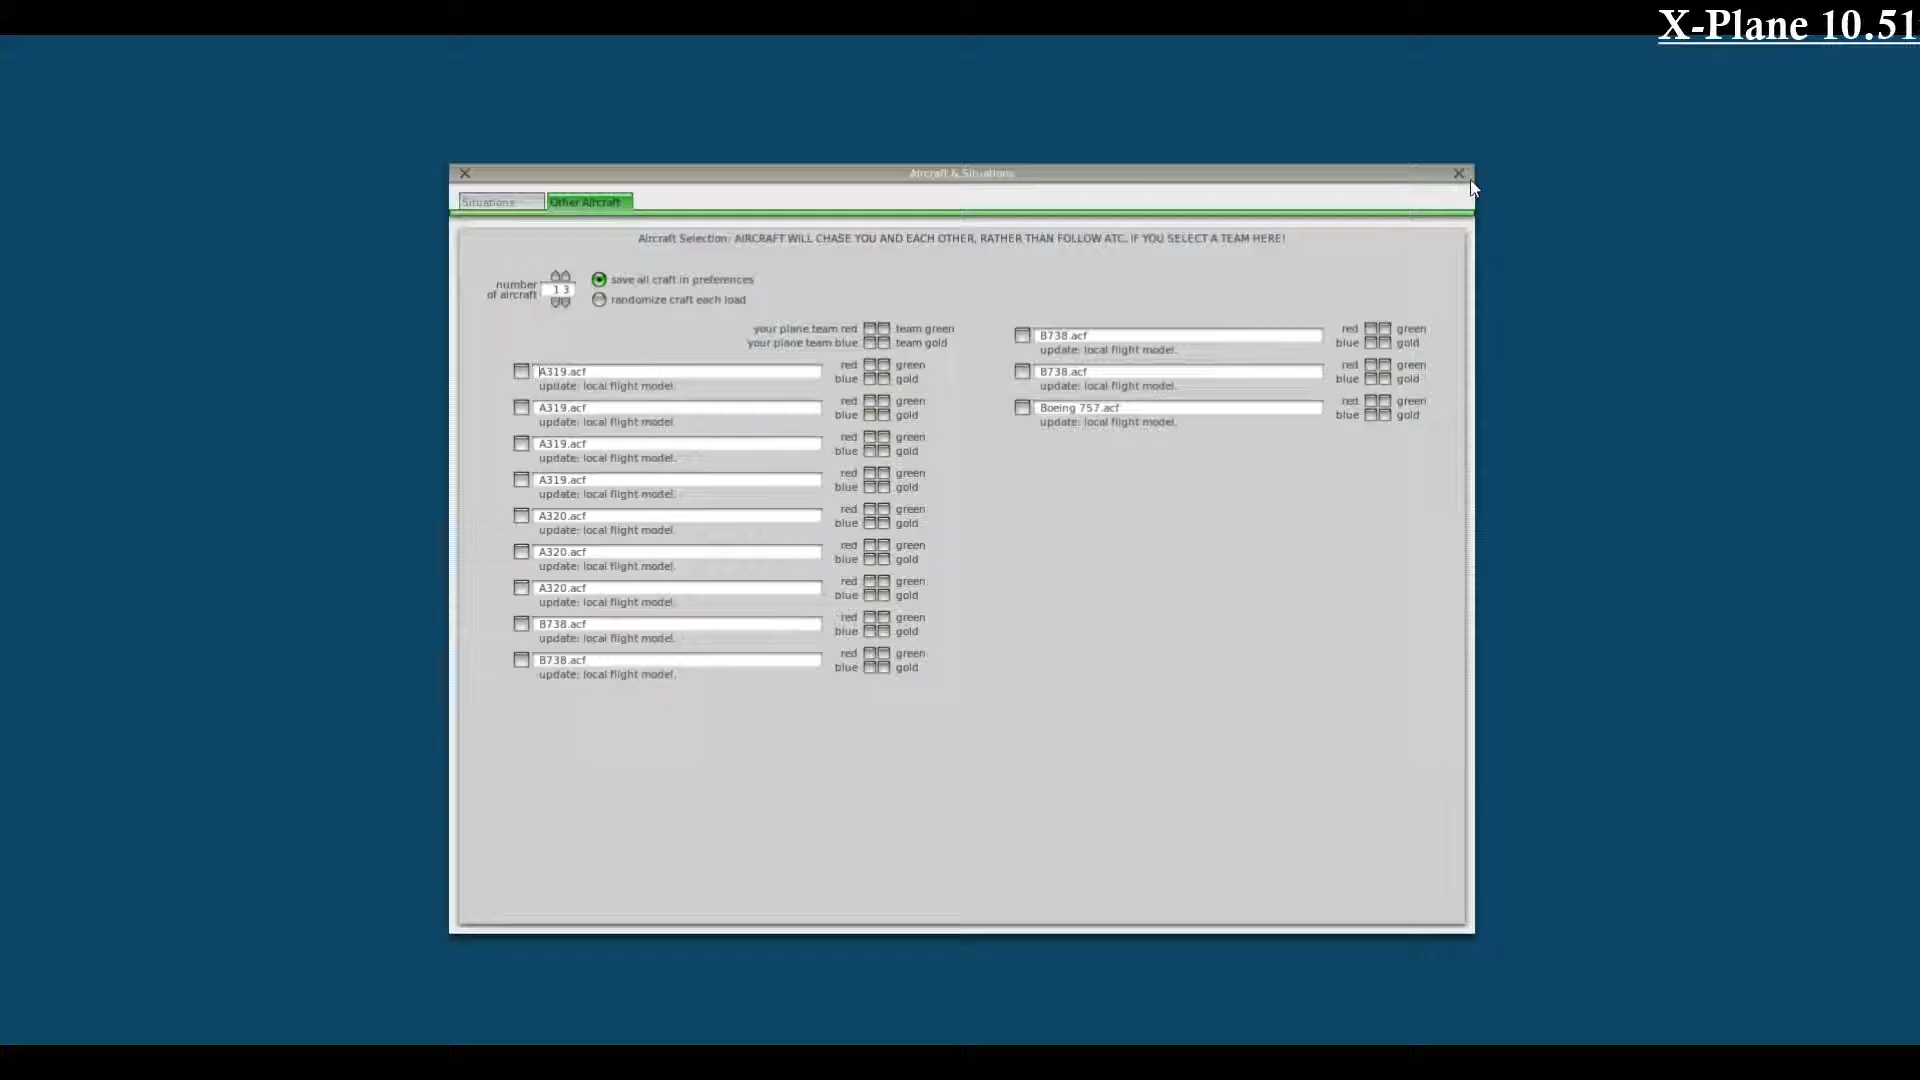 X-Plane 10.51
Aircraft & Situations
Situations
Other Aircraft
Aircraft Selection: AIRCRAFT WILL CHASE YOU AND EACH OTHER, RATHER THAN FOLLOW ATC, IF YOU SELECT A TEAM HERE!
number
of aircraft
13
save all craft in preferences
randomize craft each load
your plane team red team green
your plane team blue team gold
A319.acf red green
update: local flight model. blue gold
A319.acf red green
update: local flight model. blue gold
A319.acf red green
update: local flight model. blue gold
A319.acf red green
update: local flight model. blue gold
A320.acf red green
update: local flight model. blue gold
A320.acf red green
update: local flight model. blue gold
A320.acf red green
update: local flight model. blue gold
B738.acf red green
update: local flight model. blue gold
B738.acf red green
update: local flight model. blue gold
B738.acf red green
update: local flight model. blue gold
B738.acf red green
update: local flight model. blue gold
Boeing 757.acf red green
update: local flight model. blue gold